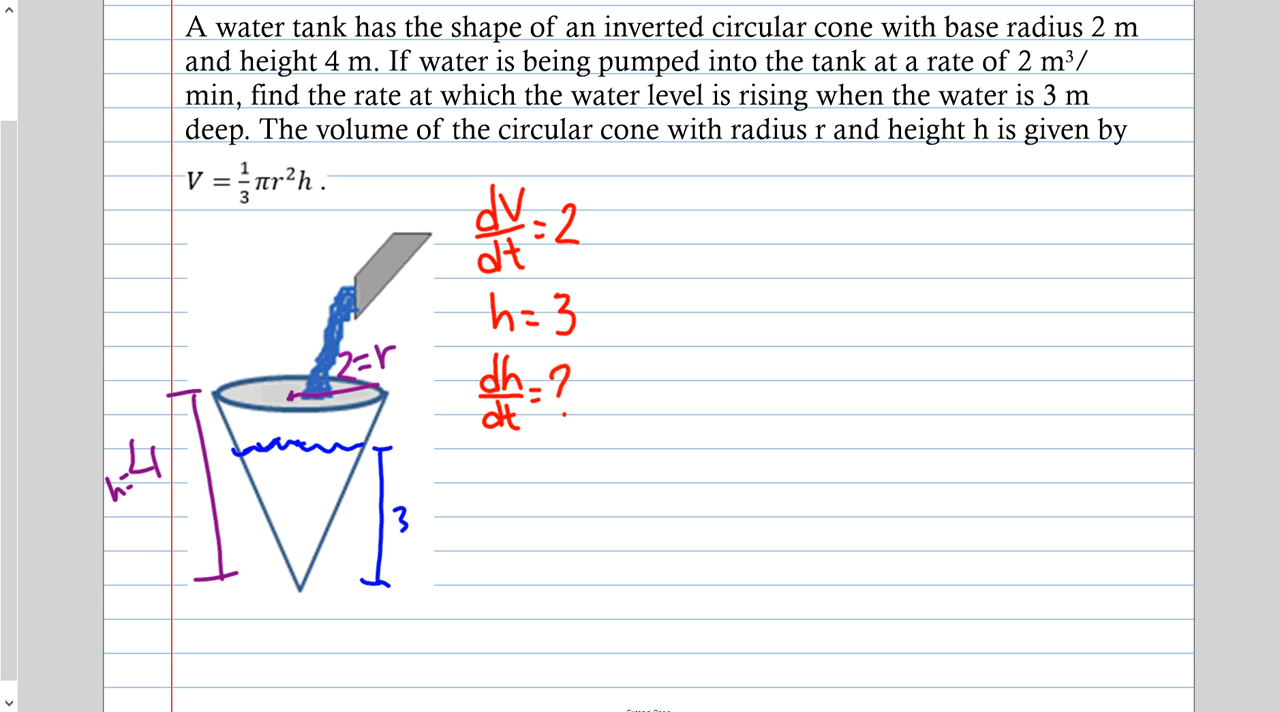 A water tank has the shape of an inverted circular cone with base radius 2 m
and height 4 m. If water is being pumped into the tank at a rate of 2 m³/
min, find the rate at which the water level is rising when the water is 3 m
deep. The volume of the circular cone with radius r and height h is given by
V = 1/3 πr²h .
dV/dt = 2
h = 3
dh/dt = ?
2=r
h=4
3